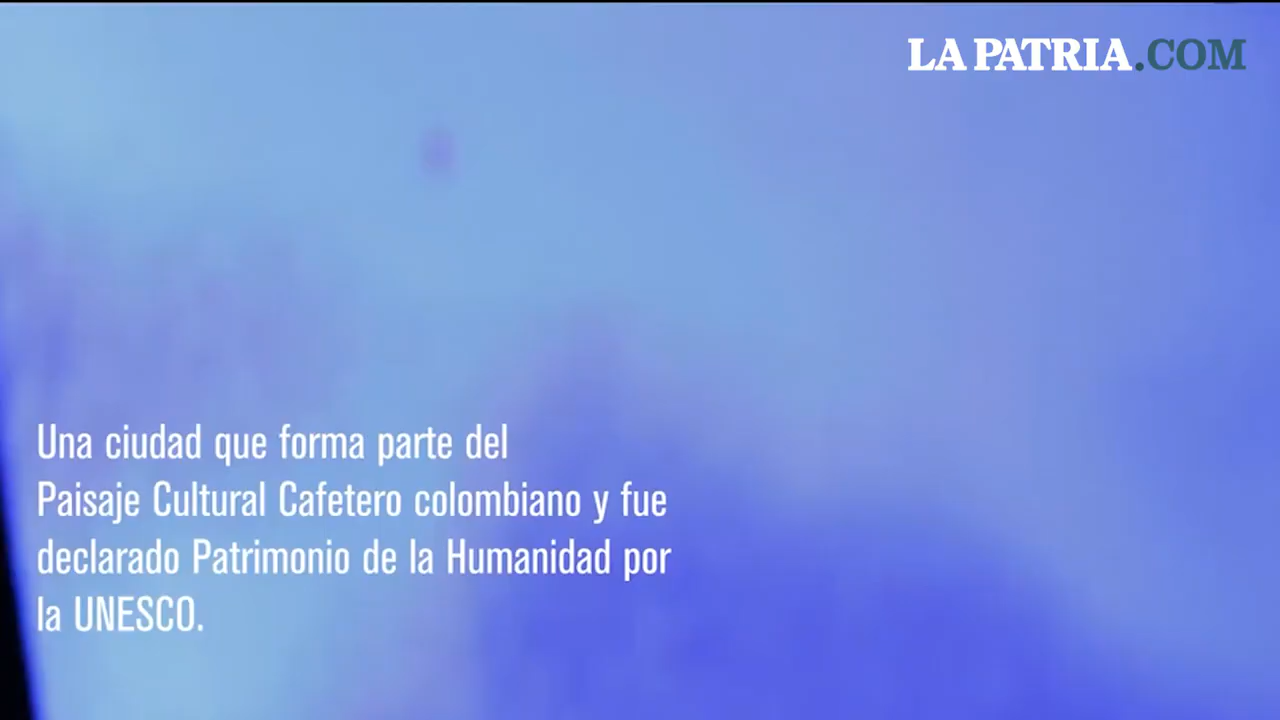 LA PATRIA.COM
Una ciudad que forma parte del
Paisaje Cultural Cafetero colombiano y fue
declarado Patrimonio de la Humanidad por
la UNESCO.